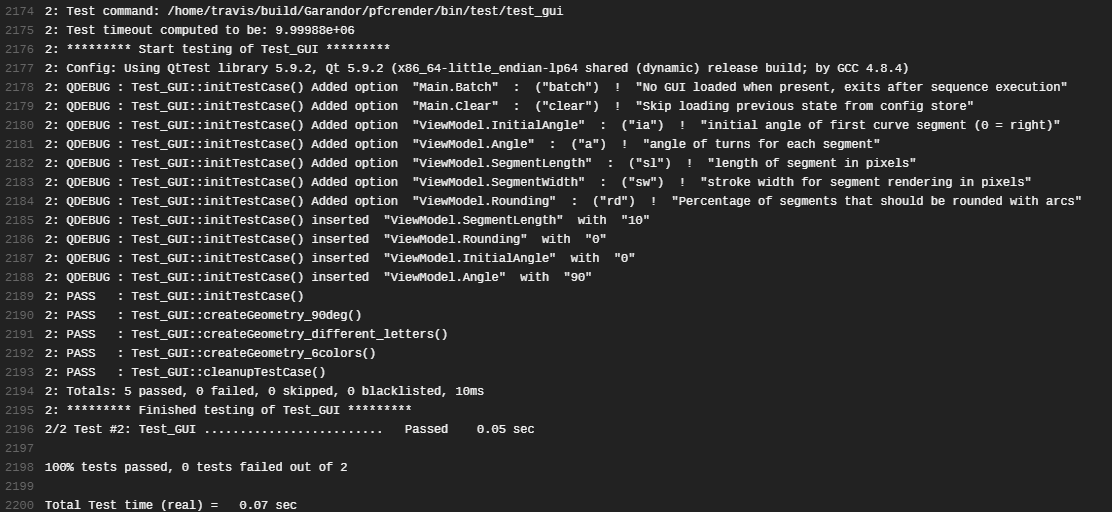 2174 2: Test command: /home/travis/build/Garandor/pfcrender/bin/test/test_gui
2175 2: Test timeout computed to be: 9.99988e+06
2176 2: ********* Start testing of Test_GUI *********
2177 2: Config: Using QtTest library 5.9.2, Qt 5.9.2 (x86_64-little_endian-lp64 shared (dynamic) release build; by GCC 4.8.4)
2178 2: QDEBUG : Test_GUI::initTestCase() Added option  "Main.Batch"  :  ("batch")  !  "No GUI loaded when present, exits after sequence execution"
2179 2: QDEBUG : Test_GUI::initTestCase() Added option  "Main.Clear"  :  ("clear")  !  "Skip loading previous state from config store"
2180 2: QDEBUG : Test_GUI::initTestCase() Added option  "ViewModel.InitialAngle"  :  ("ia")  !  "initial angle of first curve segment (0 = right)"
2181 2: QDEBUG : Test_GUI::initTestCase() Added option  "ViewModel.Angle"  :  ("a")  !  "angle of turns for each segment"
2182 2: QDEBUG : Test_GUI::initTestCase() Added option  "ViewModel.SegmentLength"  :  ("sl")  !  "length of segment in pixels"
2183 2: QDEBUG : Test_GUI::initTestCase() Added option  "ViewModel.SegmentWidth"  :  ("sw")  !  "stroke width for segment rendering in pixels"
2184 2: QDEBUG : Test_GUI::initTestCase() Added option  "ViewModel.Rounding"  :  ("rd")  !  "Percentage of segments that should be rounded with arcs"
2185 2: QDEBUG : Test_GUI::initTestCase() inserted  "ViewModel.SegmentLength"  with  "10"
2186 2: QDEBUG : Test_GUI::initTestCase() inserted  "ViewModel.Rounding"  with  "0"
2187 2: QDEBUG : Test_GUI::initTestCase() inserted  "ViewModel.InitialAngle"  with  "0"
2188 2: QDEBUG : Test_GUI::initTestCase() inserted  "ViewModel.Angle"  with  "90"
2189 2: PASS   : Test_GUI::initTestCase()
2190 2: PASS   : Test_GUI::createGeometry_90deg()
2191 2: PASS   : Test_GUI::createGeometry_different_letters()
2192 2: PASS   : Test_GUI::createGeometry_6colors()
2193 2: PASS   : Test_GUI::cleanupTestCase()
2194 2: Totals: 5 passed, 0 failed, 0 skipped, 0 blacklisted, 10ms
2195 2: ********* Finished testing of Test_GUI *********
2196 2/2 Test #2: Test_GUI .........................   Passed    0.05 sec
2197
2198 100% tests passed, 0 tests failed out of 2
2199
2200 Total Test time (real) =   0.07 sec